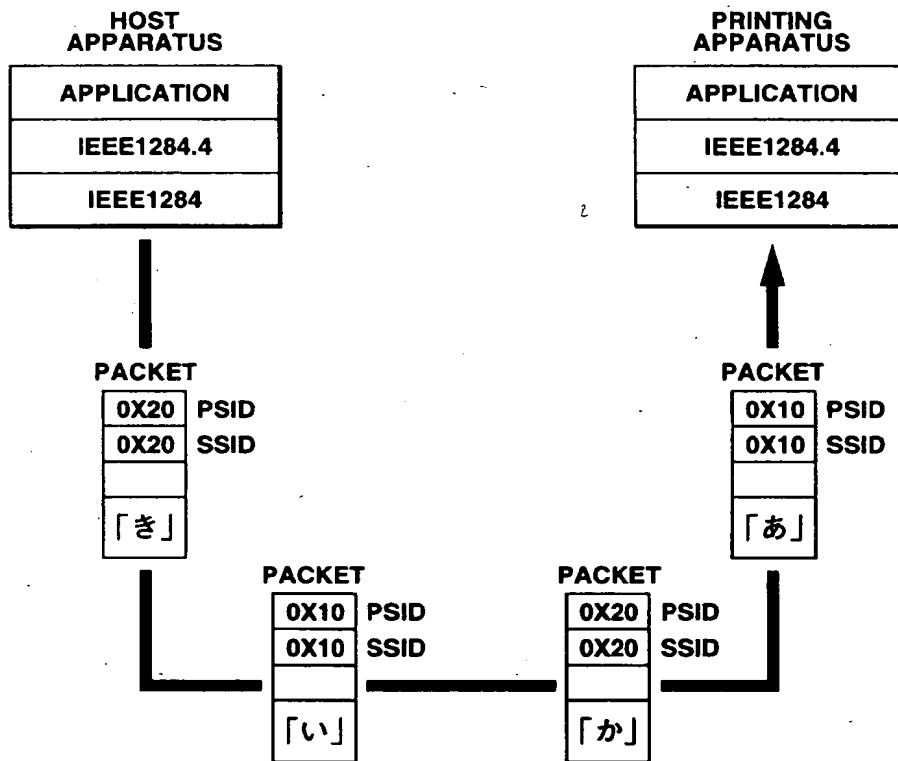 HOST
APPARATUS
APPLICATION
IEEE1284.4
IEEE1284
PRINTING
APPARATUS
APPLICATION
IEEE1284.4
IEEE1284
PACKET
0X20 PSID
0X20 SSID
「き」
PACKET
0X10 PSID
0X10 SSID
「い」
PACKET
0X20 PSID
0X20 SSID
「か」
PACKET
0X10 PSID
0X10 SSID
「あ」